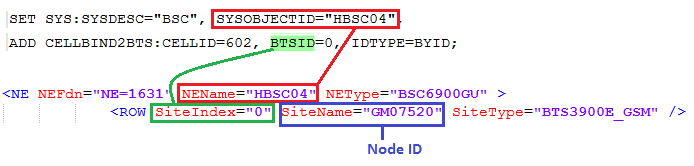 SET SYS:SYSDESC="BSC", SYSOBJECTID="HBSC04",
ADD CELLBIND2BTS:CELLID=602, BTSID=0, IDTYPE=BYID;
<NE NEFdn="NE=1631" NEName="HBSC04" NEType="BSC6900GU" >
<ROW SiteIndex="0" SiteName="GM07520" SiteType="BTS3900E_GSM" />
Node ID